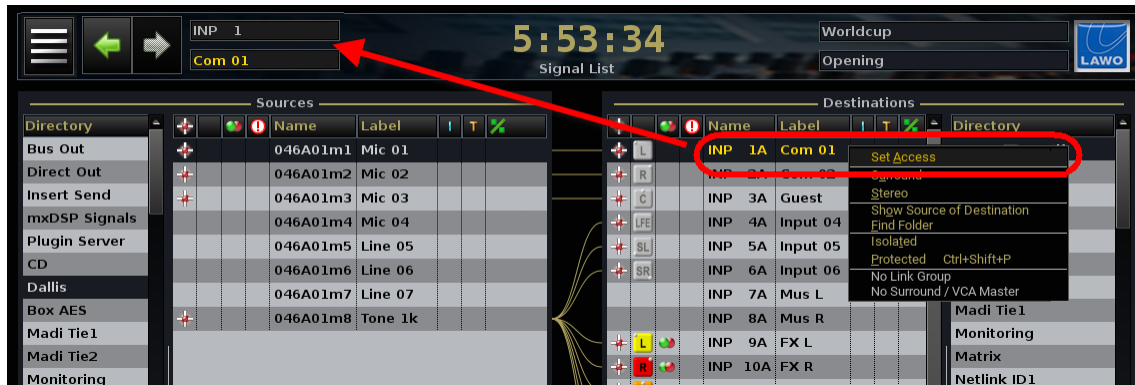 INP 1
Com 01
5:53:34
Signal List
Worldcup
Opening
LAWO
Sources
Directory
Bus Out
Direct Out
Insert Send
mxDSP Signals
Plugin Server
CD
Dallis
Box AES
Madi Tie1
Madi Tie2
Monitoring
Name Label I T
046A01m1 Mic 01
046A01m2 Mic 02
046A01m3 Mic 03
046A01m4 Mic 04
046A01m5 Line 05
046A01m6 Line 06
046A01m7 Line 07
046A01m8 Tone 1k
Destinations
Name Label I T
L INP 1A Com 01
R INP 2A Com 02
C INP 3A Guest
LFE INP 4A Input 04
SL INP 5A Input 05
SR INP 6A Input 06
INP 7A Mus L
INP 8A Mus R
L INP 9A FX L
R INP 10A FX R
Set Access
Surround
Stereo
Show Source of Destination
Find Folder
Isolated
Protected Ctrl+Shift+P
No Link Group
No Surround / VCA Master
Directory
Madi Tie1
Monitoring
Matrix
Netlink ID1